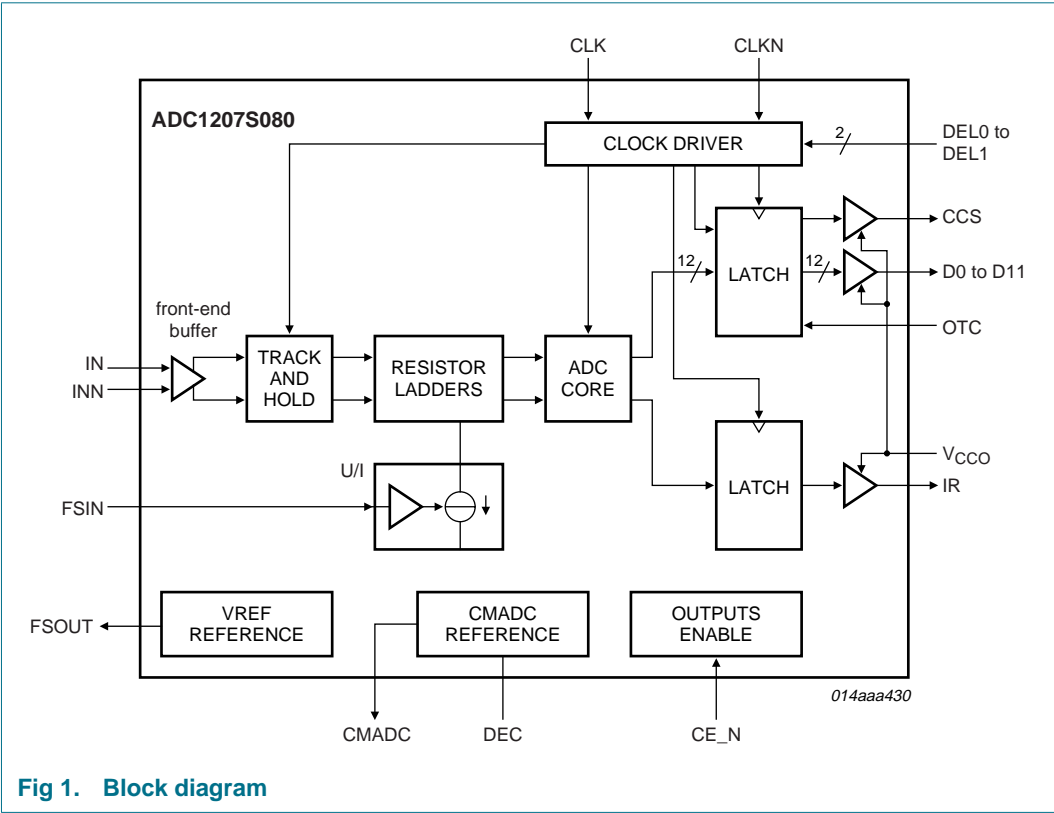 CLK
CLKN
ADC1207S080
CLOCK DRIVER
2
DEL0 to
DEL1
CCS
12
12
LATCH
D0 to D11
OTC
front-end
buffer
IN
INN
TRACK
AND
HOLD
RESISTOR
LADDERS
ADC
CORE
U/I
LATCH
VCCO
IR
FSIN
FSOUT
VREF
REFERENCE
CMADC
REFERENCE
OUTPUTS
ENABLE
014aaa430
CMADC
DEC
CE_N
Fig 1. Block diagram